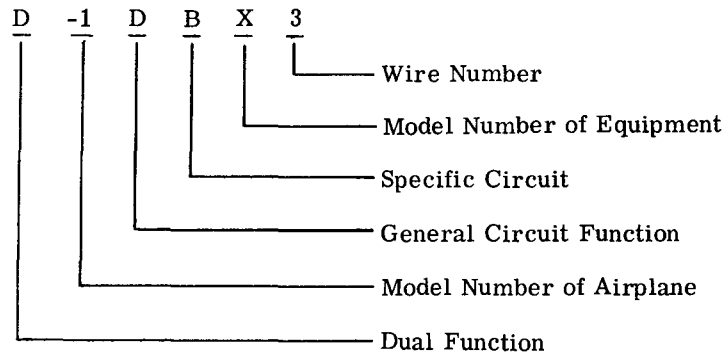 D -1 D B X 3
Wire Number
Model Number of Equipment
Specific Circuit
General Circuit Function
Model Number of Airplane
Dual Function